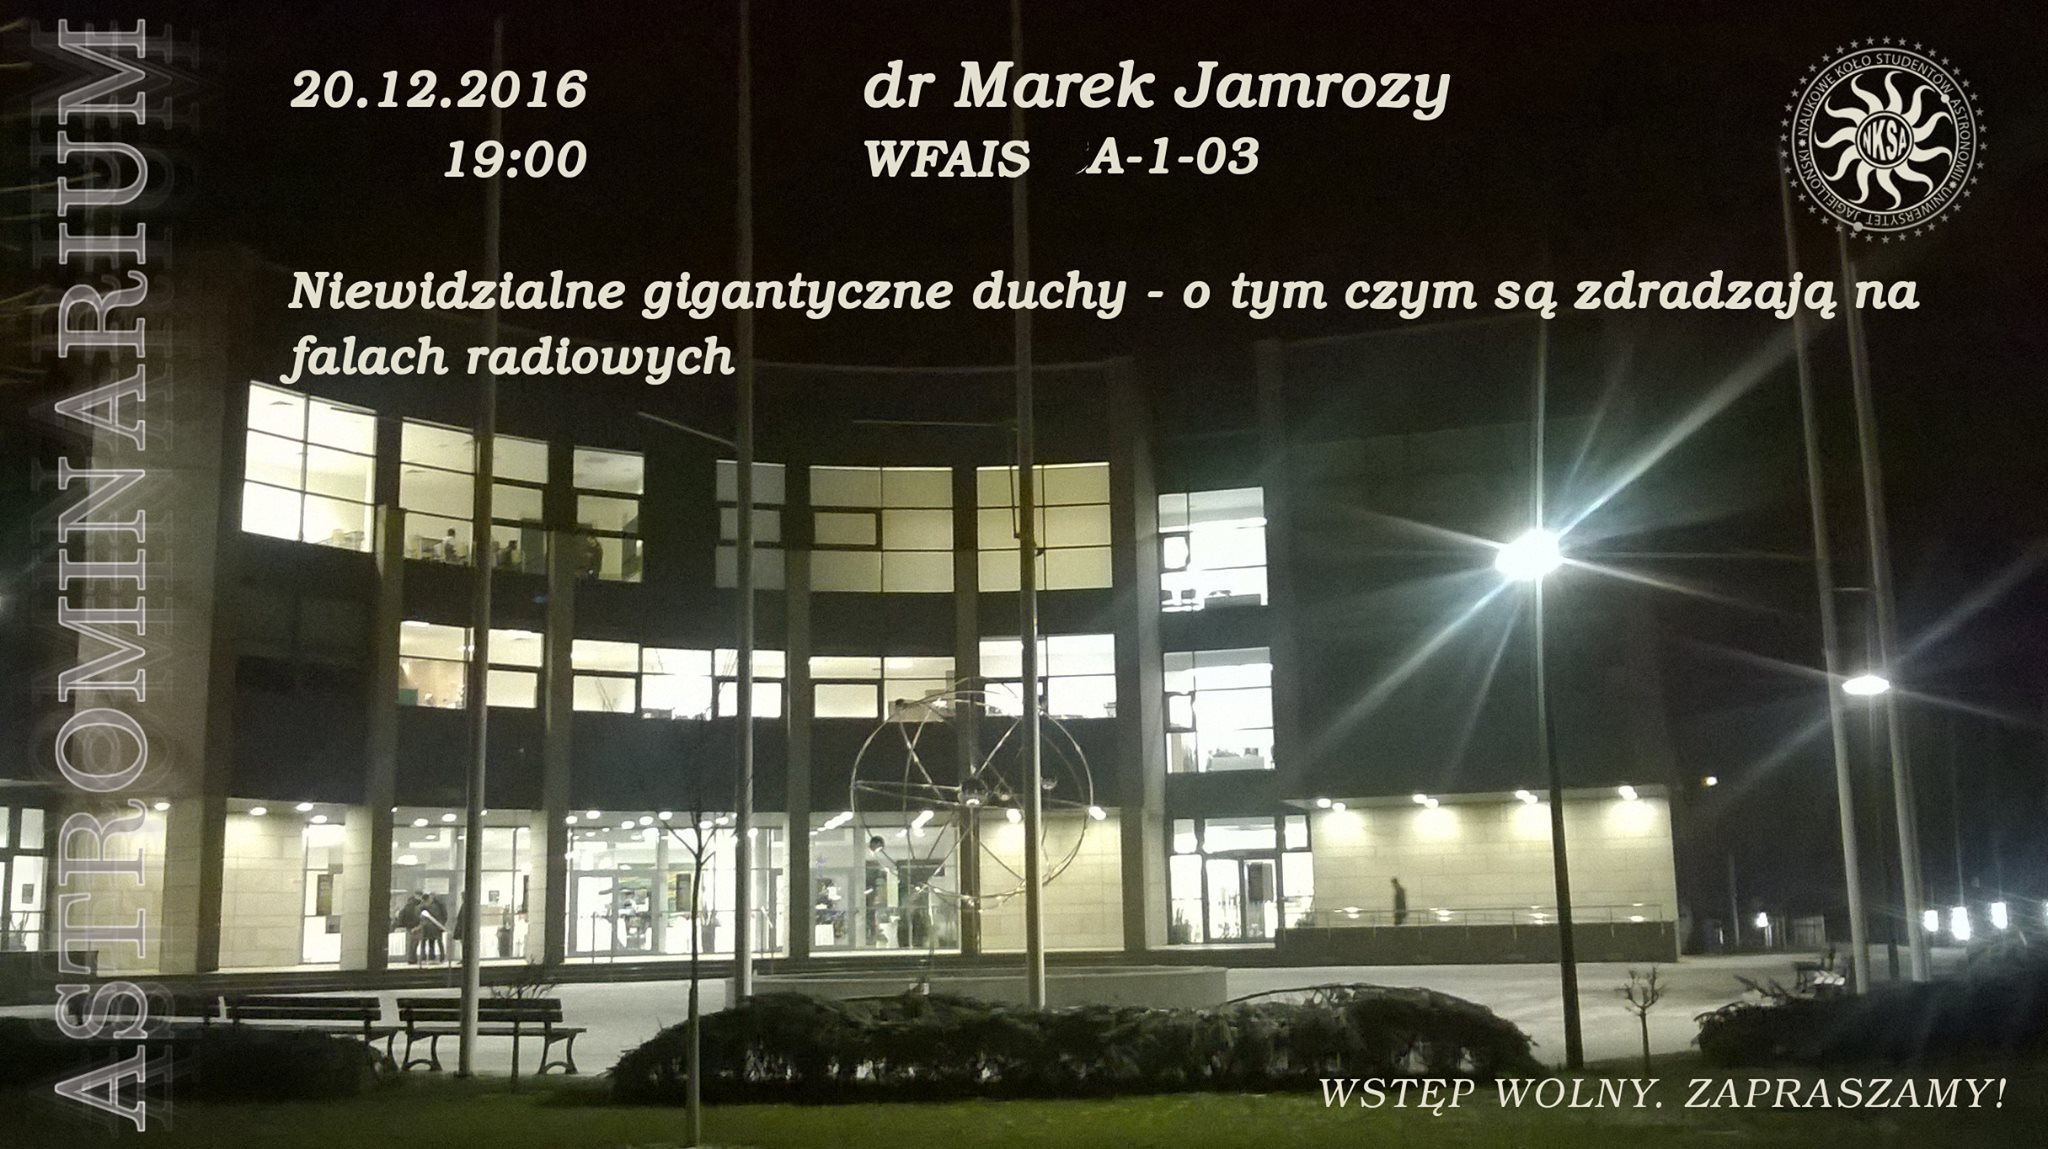 ASTROMINARIUM
20.12.2016
19:00
dr Marek Jamrozy
WFAIS A-1-03
NAUKOWE KOŁO STUDENTÓW ASTRONOMI • UNIWERSYTET JAGIELLOŃSKI •
NKSA
Niewidzialne gigantyczne duchy - o tym czym są zdradzają na
falach radiowych
WSTĘP WOLNY. ZAPRASZAMY!